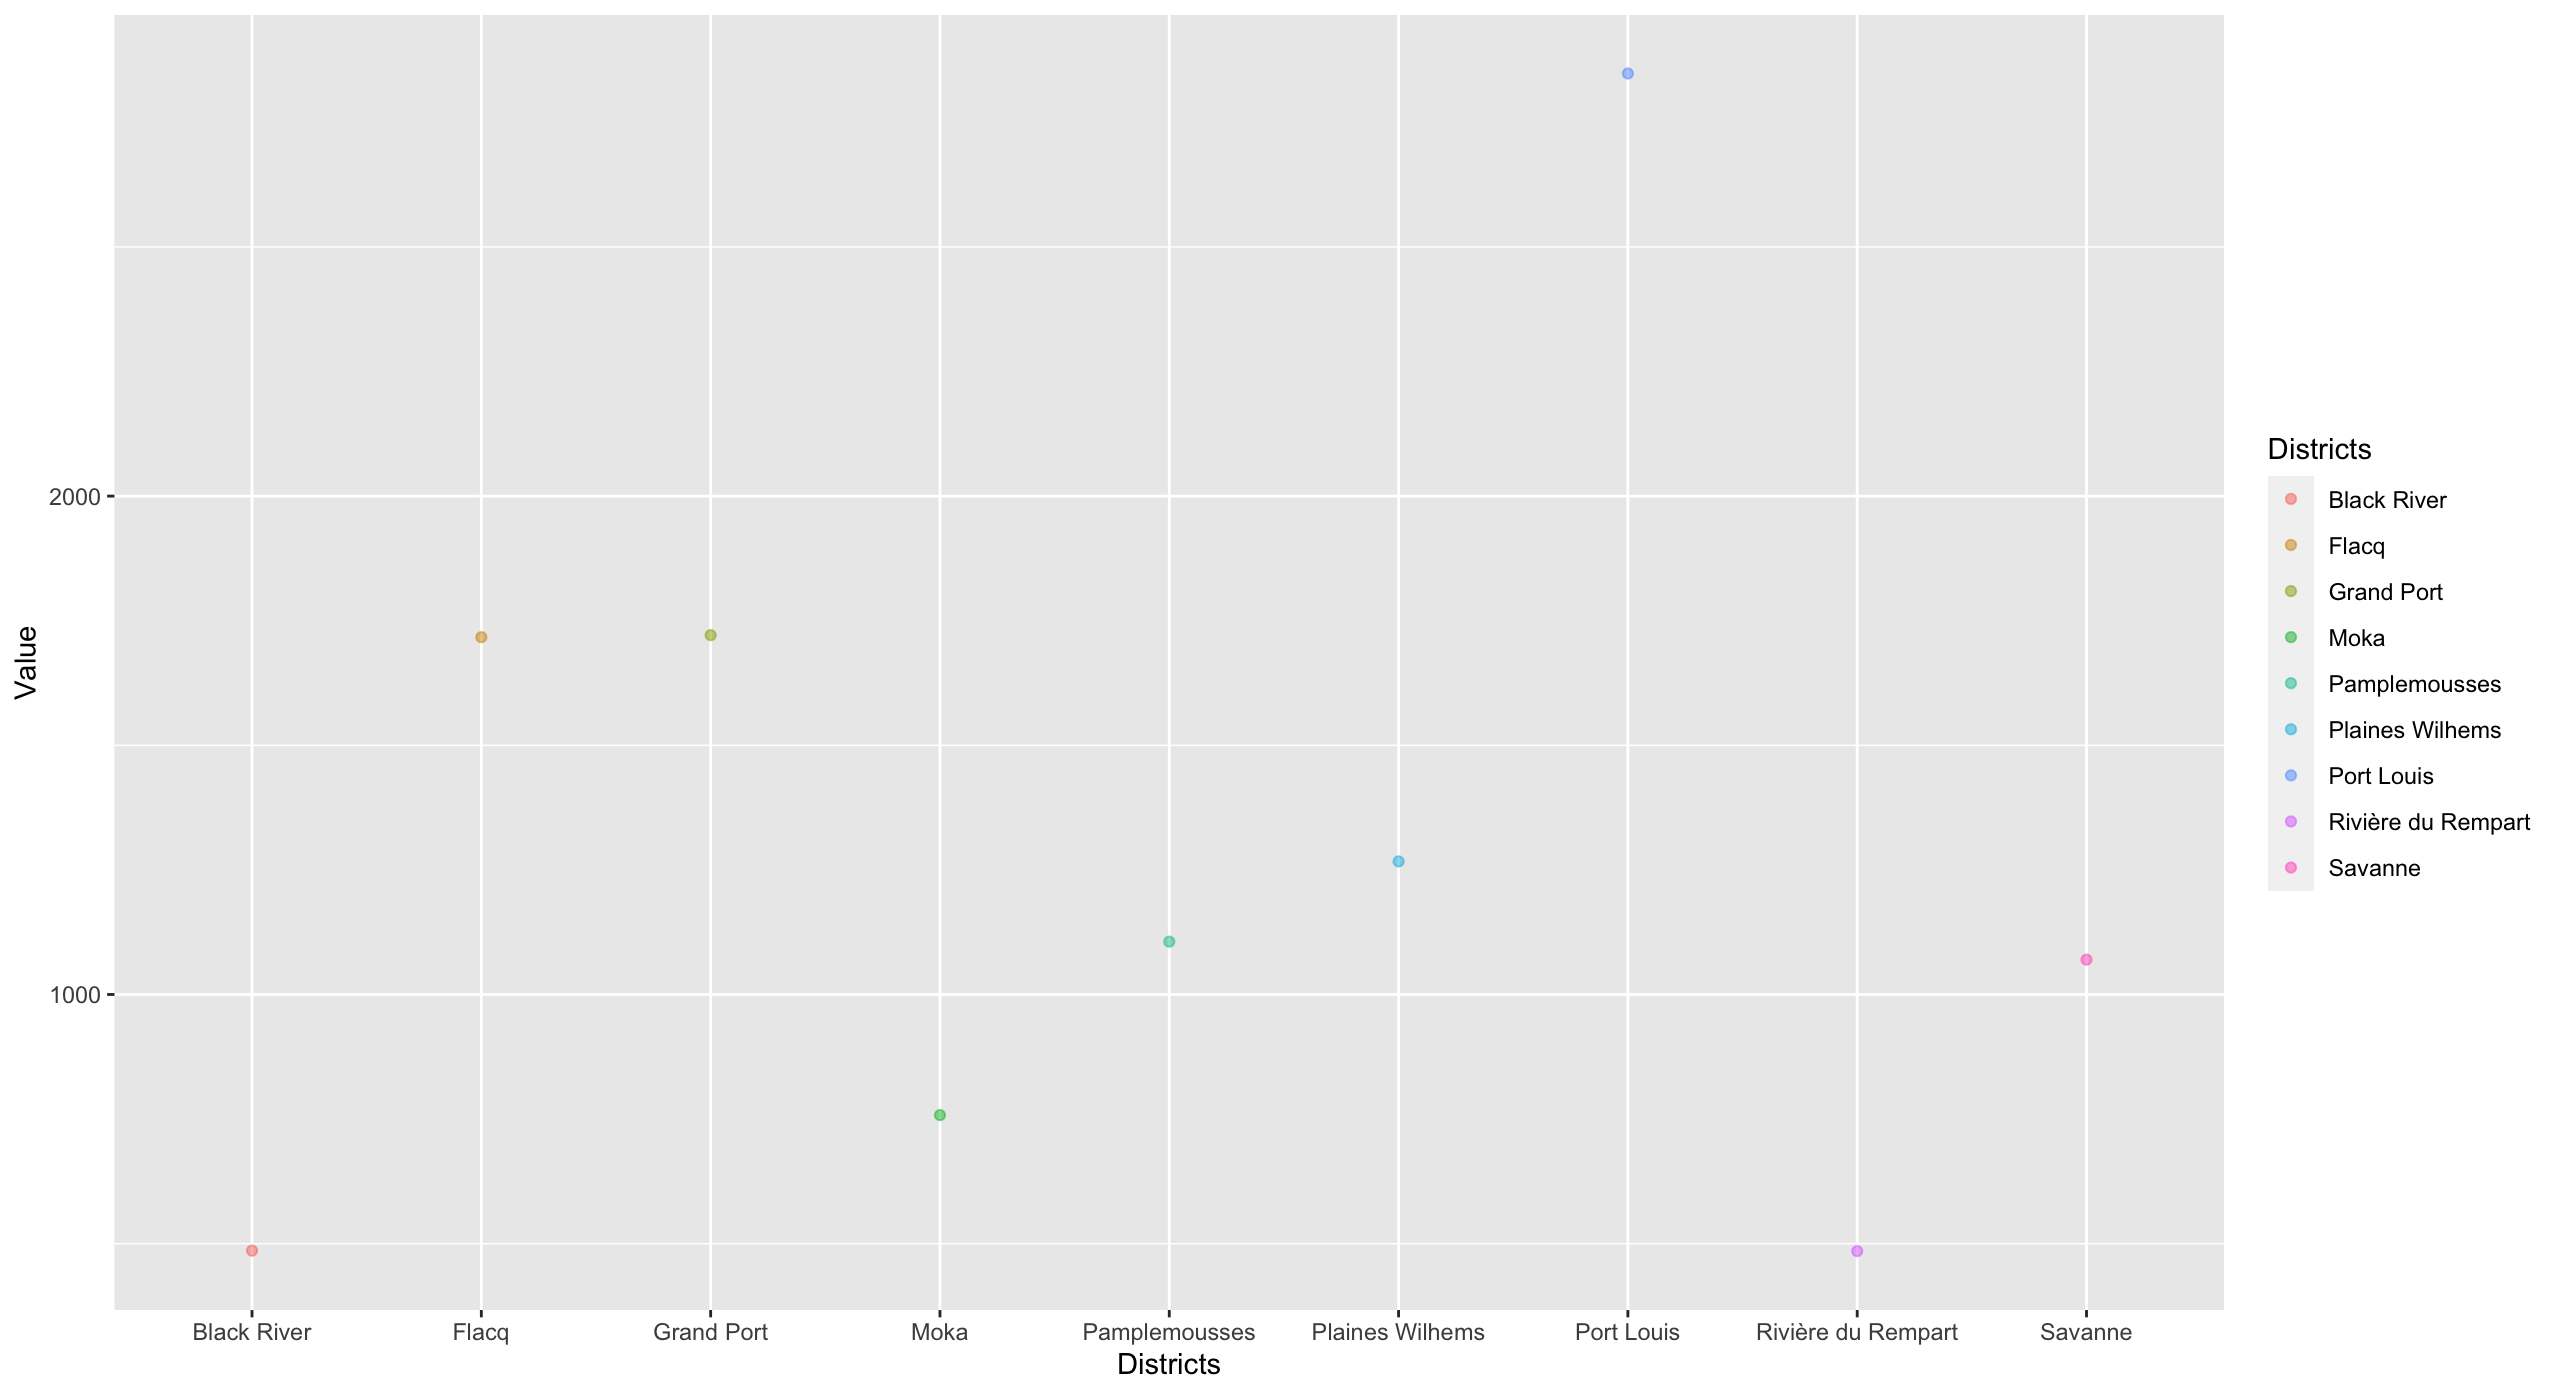 Value
2000
1000
Black River
Flacq
Grand Port
Moka
Pamplemousses
Plaines Wilhems
Port Louis
Rivière du Rempart
Savanne
Districts
Districts
Black River
Flacq
Grand Port
Moka
Pamplemousses
Plaines Wilhems
Port Louis
Rivière du Rempart
Savanne